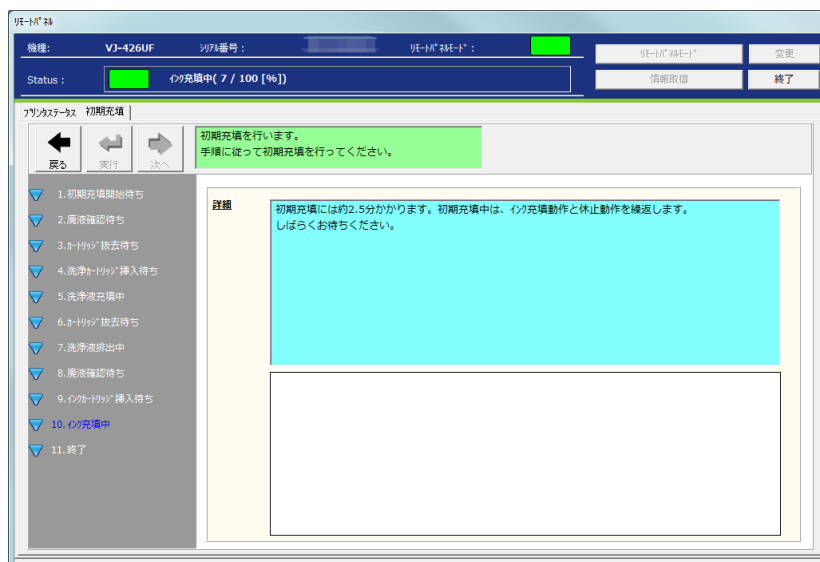 リモートパネル
機種:
VJ-426UF
シリアル番号:
リモートパネルモード:
リモートパネルモード
変更
Status :
インク充填中( 7 / 100 [%])
情報取得
終了
プリンタステータス 初期充填
戻る
実行
次へ
初期充填を行います。
手順に従って初期充填を行ってください。
1.初期充填開始待ち
2.廃液確認待ち
3.カートリッジ抜去待ち
4.洗浄カートリッジ挿入待ち
5.洗浄液充填中
6.カートリッジ抜去待ち
7.洗浄液排出中
8.廃液確認待ち
9.インクカートリッジ挿入待ち
10.インク充填中
11.終了
詳細
初期充填には約2.5分かかります。初期充填中は、インク充填動作と休止動作を繰返します。
しばらくお待ちください。